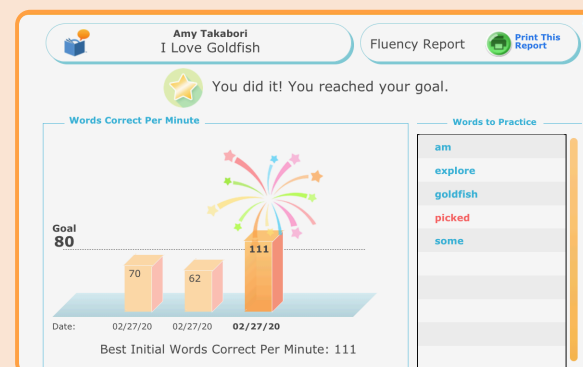 Amy Takabori
I Love Goldfish
Fluency Report
Print This
Report
You did it! You reached your goal.
Words Correct Per Minute
Goal
80
70
62
111
Date:
02/27/20
02/27/20
02/27/20
Best Initial Words Correct Per Minute: 111
Words to Practice
am
explore
goldfish
picked
some